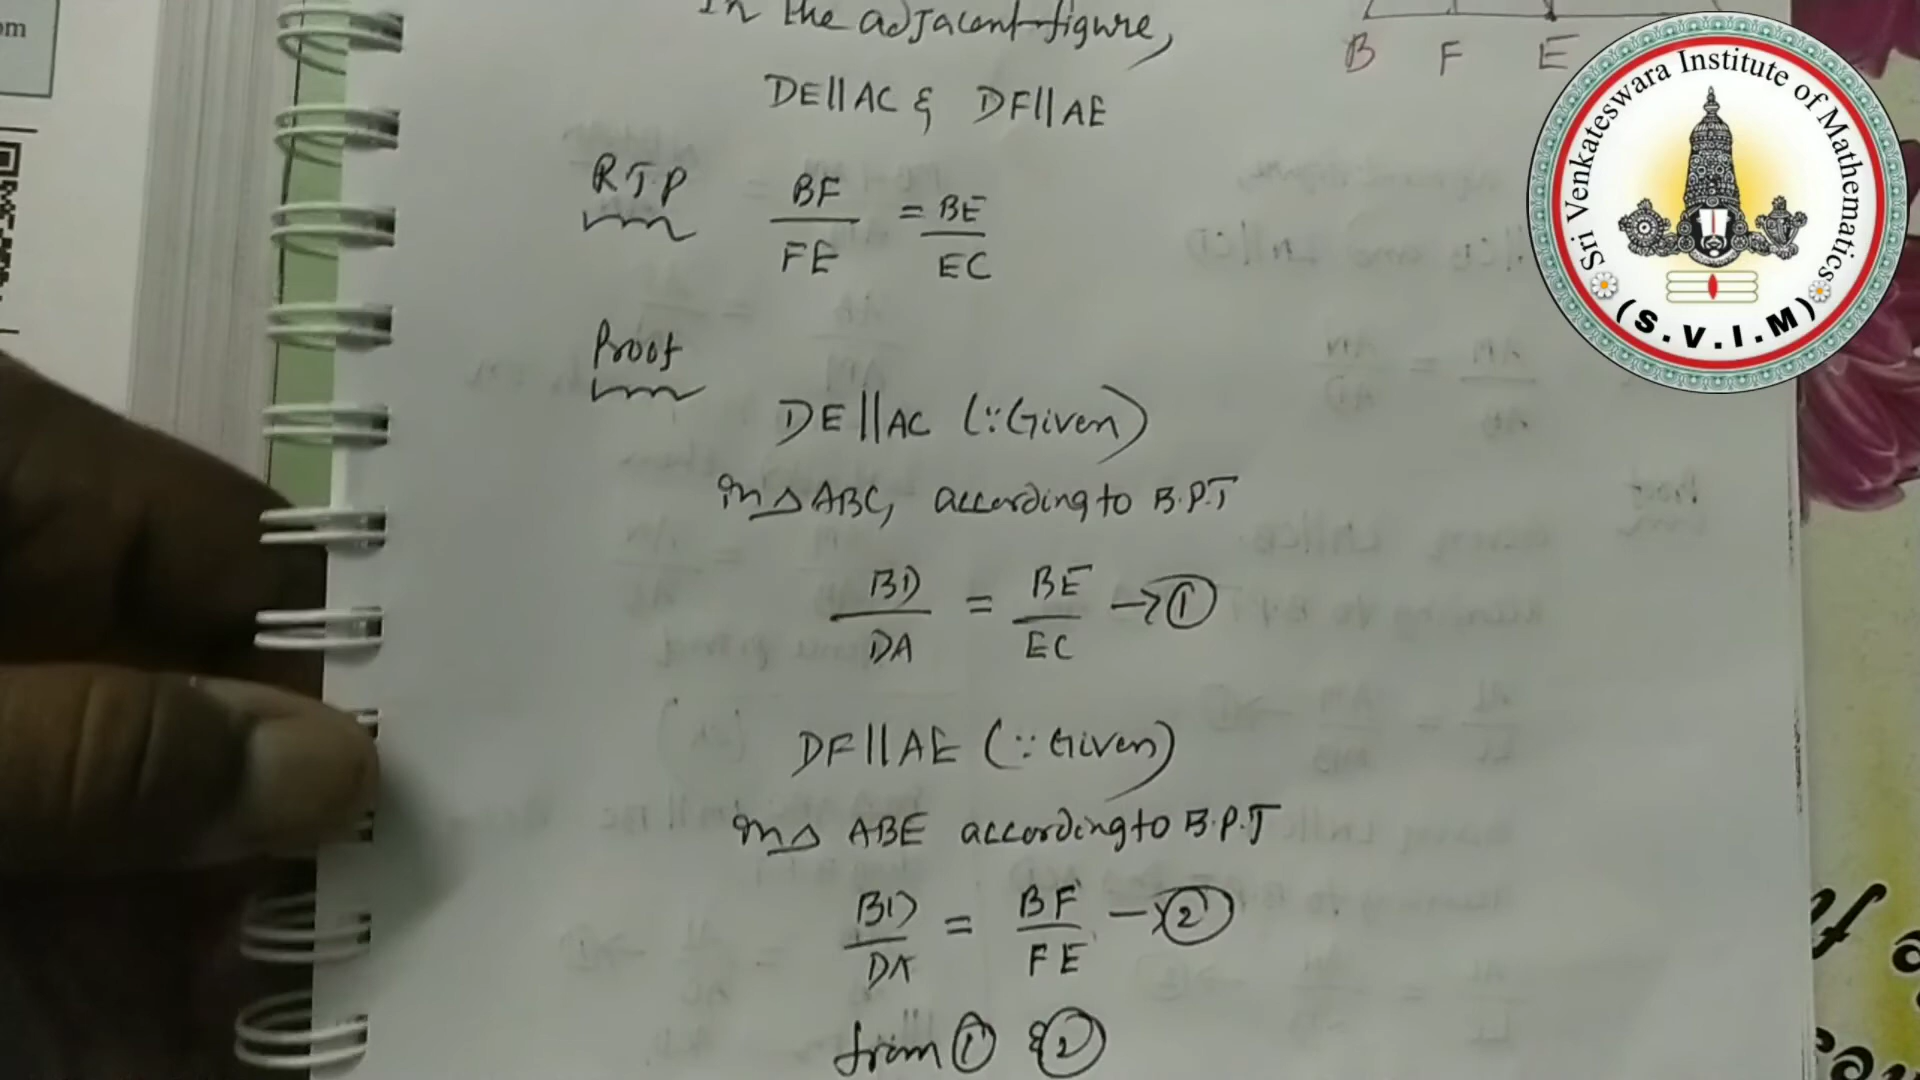 om
In the adjacent figure,
B F E
DE||AC & DF||AE
R.T.P BF/FE = BE/EC
Proof
DE||AC (∵Given)
In △ABC, according to B.P.T
BD/DA = BE/EC → ①
DF||AE (∵ Given)
In △ ABE according to B.P.T
BD/DA = BF/FE → ②
from ① & ②
Sri Venkateswara Institute of Mathematics
(S.V.I.M)